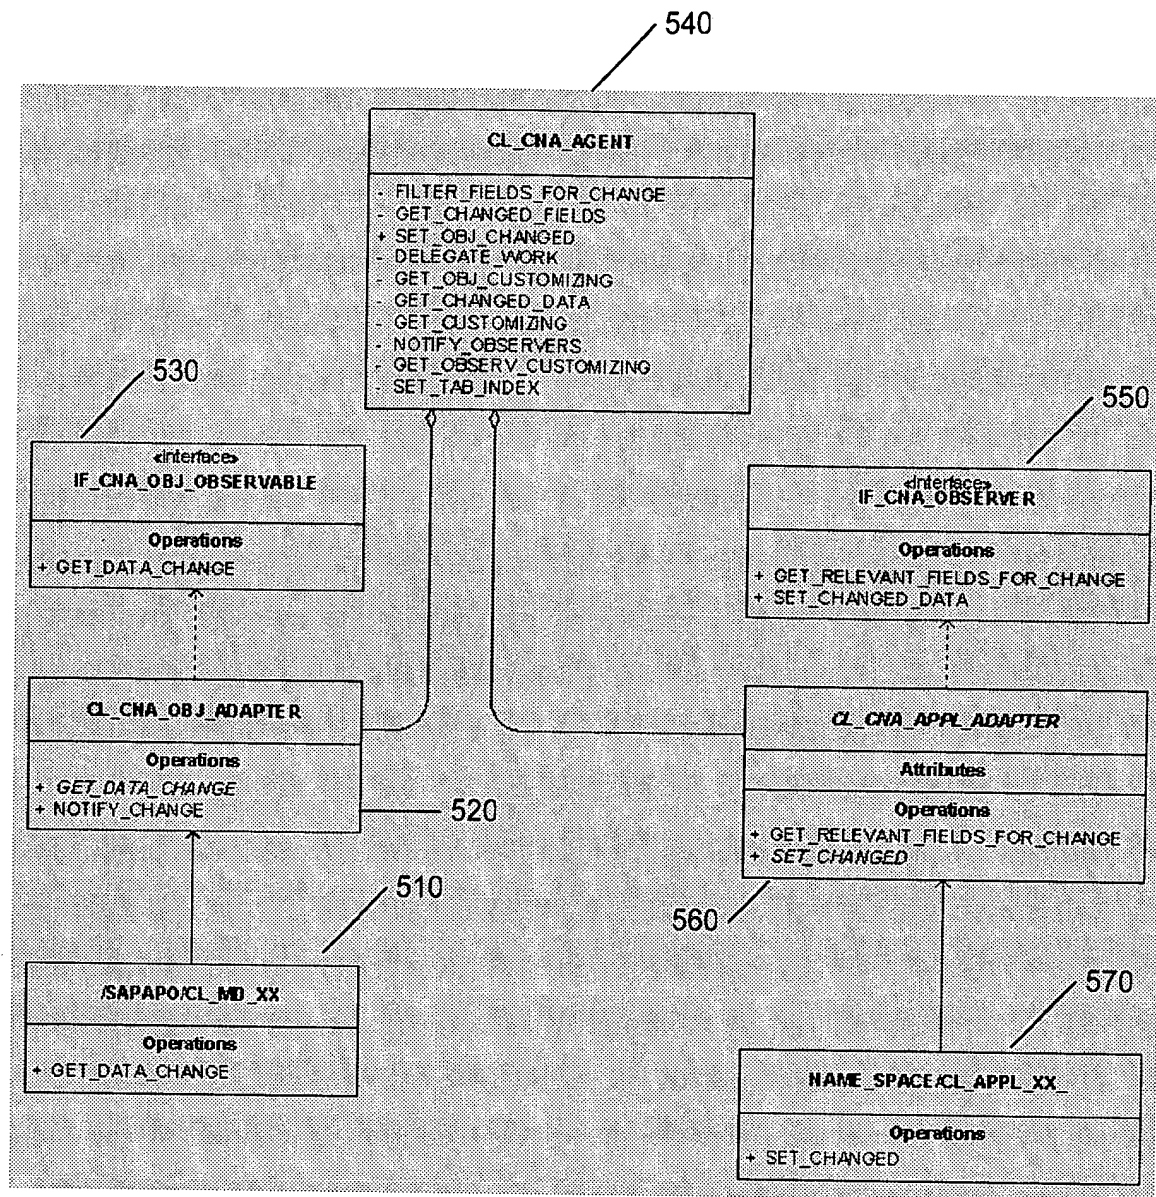 540
CL_CNA_AGENT
- FILTER_FIELDS_FOR_CHANGE
- GET_CHANGED_FIELDS
+ SET_OBJ_CHANGED
- DELEGATE_WORK
- GET_OBJ_CUSTOMIZING
- GET_CHANGED_DATA
- GET_CUSTOMIZING
- NOTIFY_OBSERVERS
- GET_OBSERV_CUSTOMIZING
- SET_TAB_INDEX
530
«interface»
IF_CNA_OBJ_OBSERVABLE
Operations
+ GET_DATA_CHANGE
550
«interface»
IF_CNA_OBSERVER
Operations
+ GET_RELEVANT_FIELDS_FOR_CHANGE
+ SET_CHANGED_DATA
CL_CNA_OBJ_ADAPTER
Operations
+ GET_DATA_CHANGE
+ NOTIFY_CHANGE
520
CL_CNA_APPL_ADAPTER
Attributes
Operations
+ GET_RELEVANT_FIELDS_FOR_CHANGE
+ SET_CHANGED
560
510
/SAPAPO/CL_MD_XX
Operations
+ GET_DATA_CHANGE
570
NAME_SPACE/CL_APPL_XX_
Operations
+ SET_CHANGED